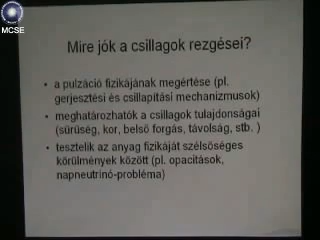 MCSE
Mire jók a csillagok rezgései?
• a pulzáció fizikájának megértése (pl.
gerjesztési és csillapítási mechanizmusok)
• meghatározhatók a csillagok tulajdonságai
(sűrűség, kor, belső forgás, távolság, stb. )
• tesztelik az anyag fizikáját szélsőséges
körülmények között (pl. opacitások,
napneutrínó-probléma)